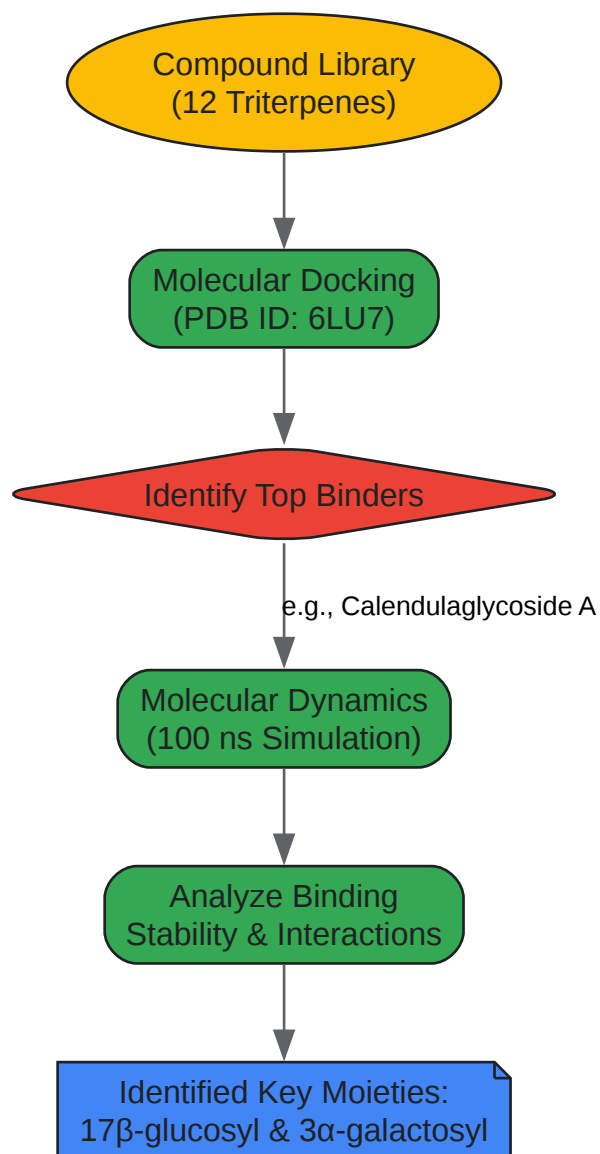 Compound Library
(12 Triterpenes)
Molecular Docking
(PDB ID: 6LU7)
Identify Top Binders
e.g., Calendulaglycoside A
Molecular Dynamics
(100 ns Simulation)
Analyze Binding
Stability & Interactions
Identified Key Moieties:
17β-glucosyl & 3α-galactosyl